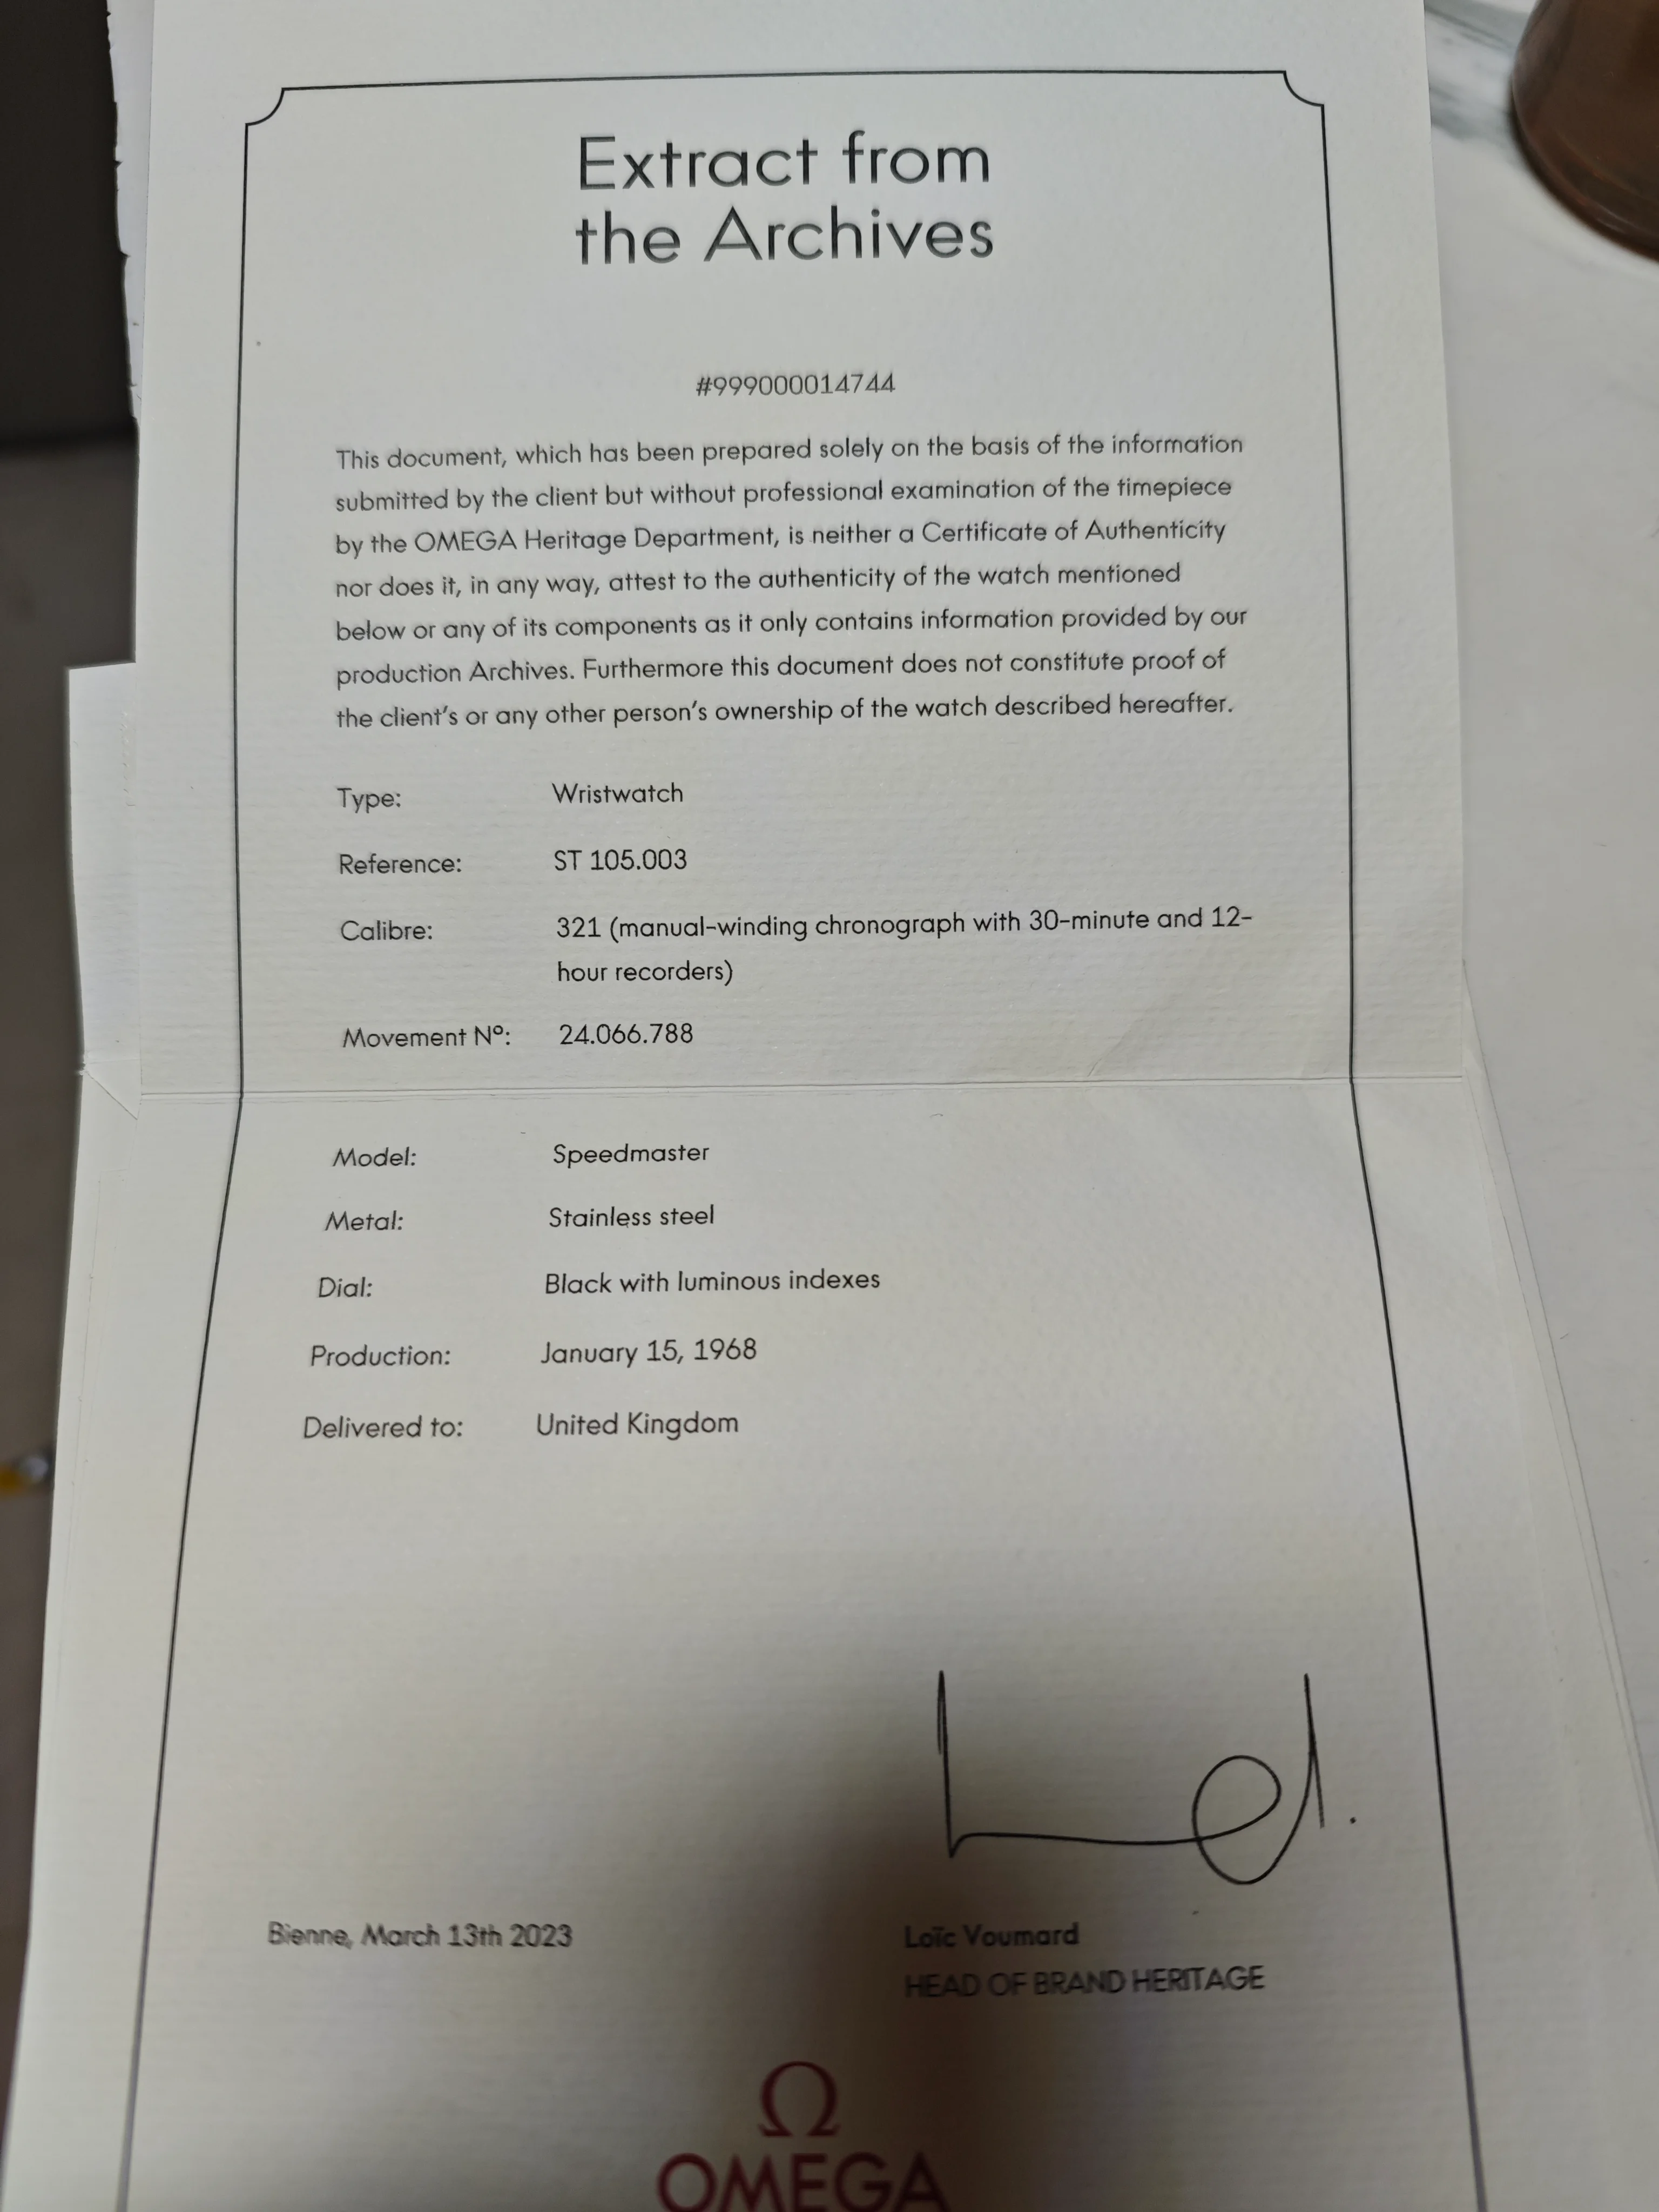 Extract from
the Archives
#999000014744
This document, which has been prepared solely on the basis of the information
submitted by the client but without professional examination of the timepiece
by the OMEGA Heritage Department, is neither a Certificate of Authenticity
nor does it, in any way, attest to the authenticity of the watch mentioned
below or any of its components as it only contains information provided by our
production Archives. Furthermore this document does not constitute proof of
the client's or any other person's ownership of the watch described hereafter.
Type: Wristwatch
Reference: ST 105.003
Calibre: 321 (manual-winding chronograph with 30-minute and 12-
hour recorders)
Movement Nº: 24.066.788
Model: Speedmaster
Metal: Stainless steel
Dial: Black with luminous indexes
Production: January 15, 1968
Delivered to: United Kingdom
Bienne, March 13th 2023 Loïc Voumard
HEAD OF BRAND HERITAGE
Ω
OMEGA